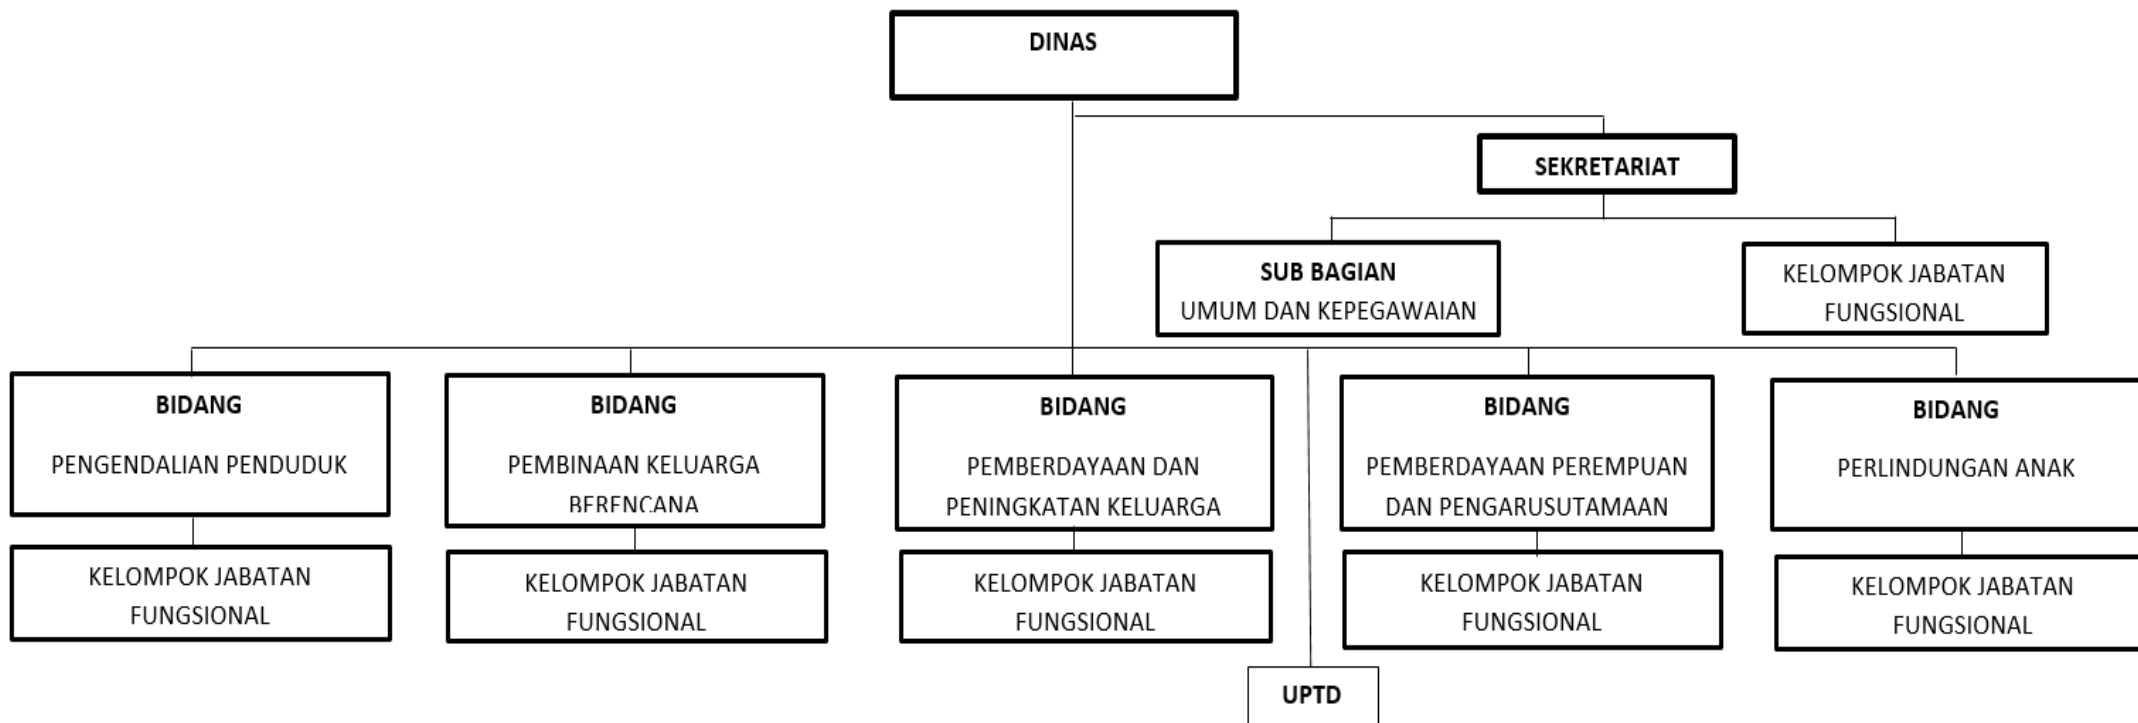 DINAS
SEKRETARIAT
SUB BAGIAN
UMUM DAN KEPEGAWAIAN
KELOMPOK JABATAN
FUNGSIONAL
BIDANG
PENGENDALIAN PENDUDUK
BIDANG
PEMBINAAN KELUARGA
BERENCANA
BIDANG
PEMBERDAYAAN DAN
PENINGKATAN KELUARGA
BIDANG
PEMBERDAYAAN PEREMPUAN
DAN PENGARUSUTAMAAN
BIDANG
PERLINDUNGAN ANAK
KELOMPOK JABATAN
FUNGSIONAL
KELOMPOK JABATAN
FUNGSIONAL
KELOMPOK JABATAN
FUNGSIONAL
KELOMPOK JABATAN
FUNGSIONAL
KELOMPOK JABATAN
FUNGSIONAL
UPTD